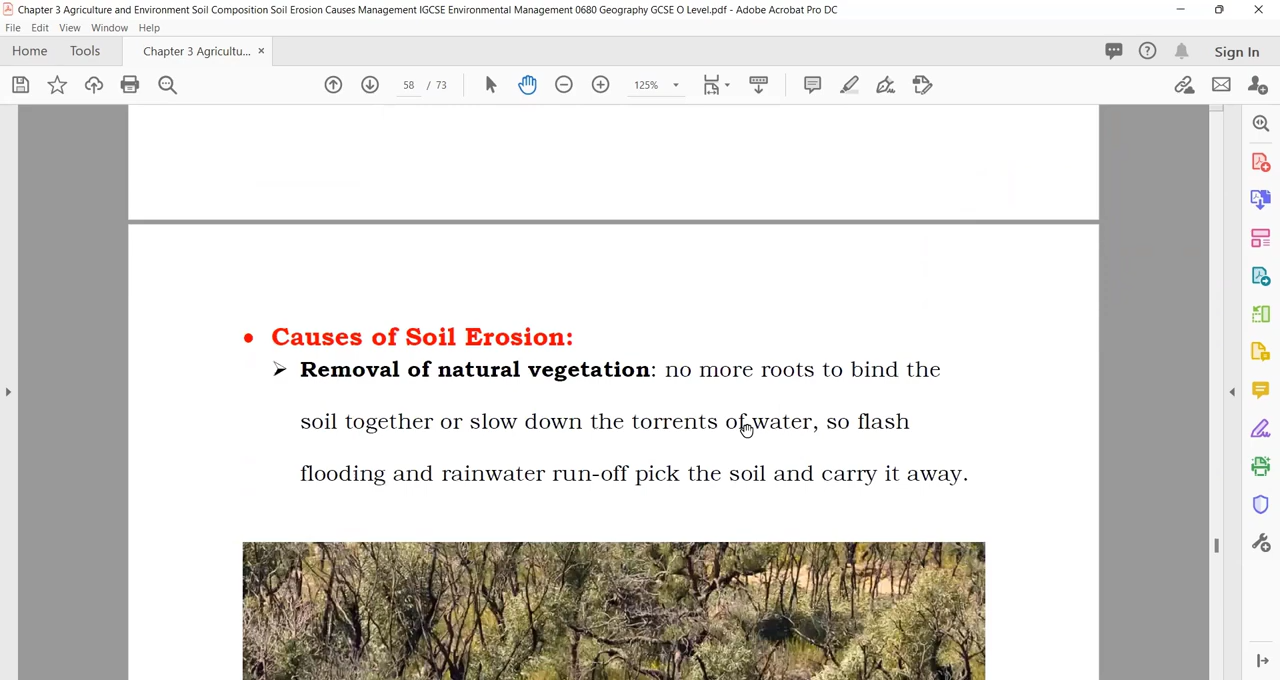 Chapter 3 Agriculture and Environment Soil Composition Soil Erosion Causes Management IGCSE Environmental Management 0680 Geography GCSE O Level.pdf - Adobe Acrobat Pro DC
File Edit View Window Help
Home Tools Chapter 3 Agricultu... × Sign In
58 / 73 125%
• Causes of Soil Erosion:
➢ Removal of natural vegetation: no more roots to bind the
soil together or slow down the torrents of water, so flash
flooding and rainwater run-off pick the soil and carry it away.